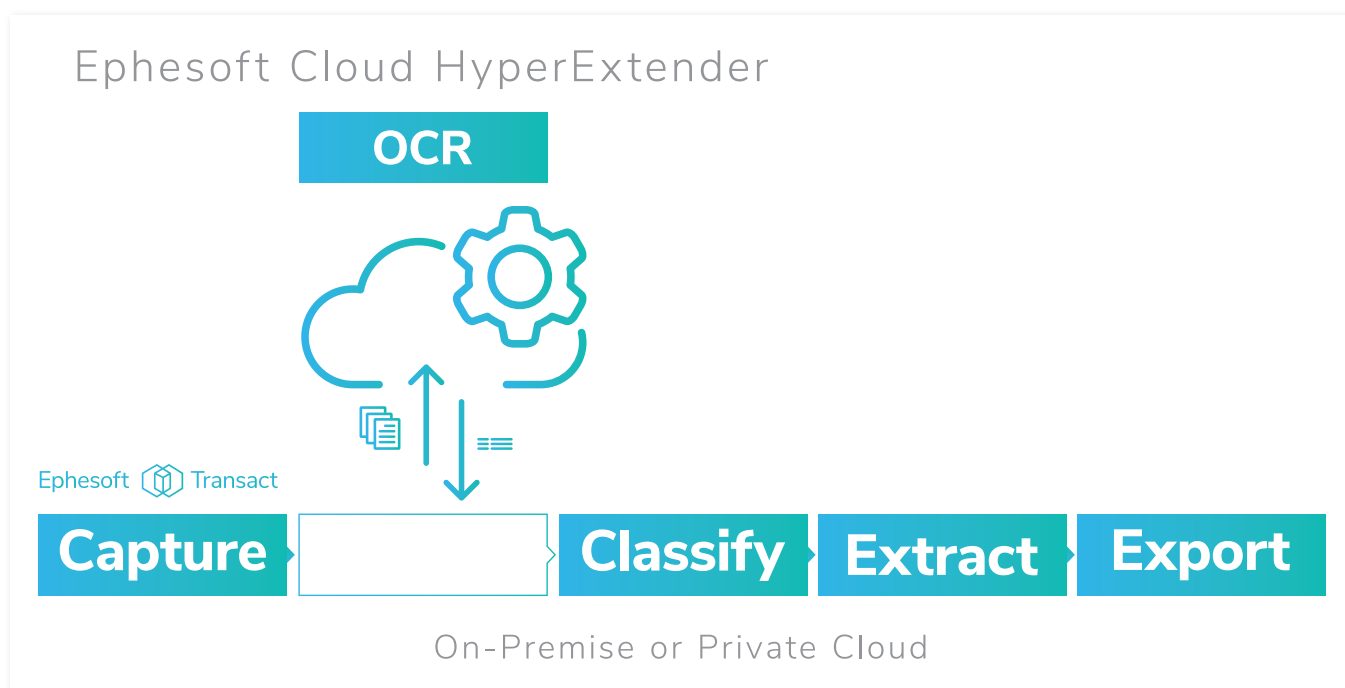 Ephesoft Cloud HyperExtender
OCR
Ephesoft Transact
Capture
Classify
Extract
Export
On-Premise or Private Cloud